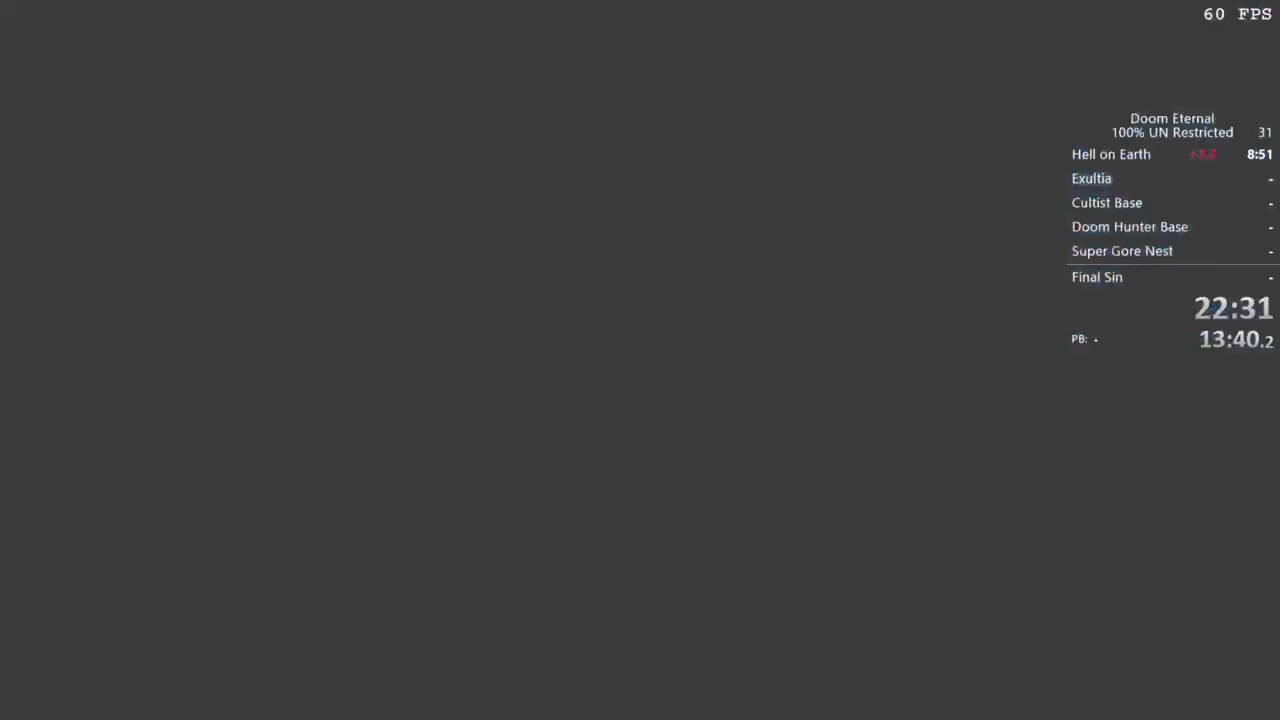 60 FPS
Doom Eternal
100% UN Restricted 31
Hell on Earth 8:51
Exultia -
Cultist Base -
Doom Hunter Base -
Super Gore Nest -
Final Sin -
22:31
PB: - 13:40.2